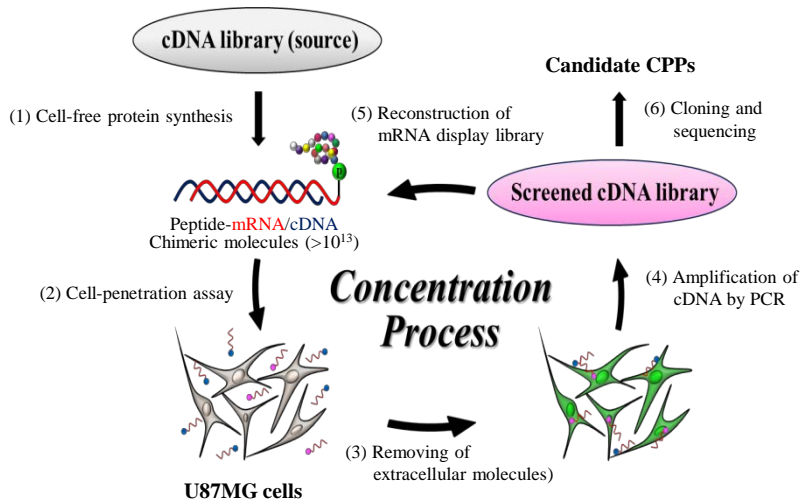 cDNA library (source)
(1) Cell-free protein synthesis
p
Peptide-mRNA/cDNA
Chimeric molecules (>10¹³)
(2) Cell-penetration assay
U87MG cells
(3) Removing of
extracellular molecules)
(4) Amplification of
cDNA by PCR
Screened cDNA library
(5) Reconstruction of
mRNA display library
(6) Cloning and
sequencing
Candidate CPPs
Concentration
Process